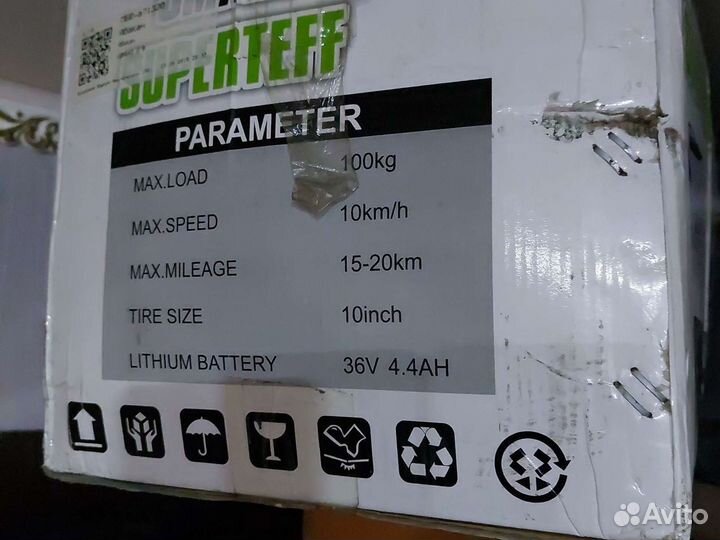 SUPERTEFF
PARAMETER
MAX.LOAD 100kg
MAX.SPEED 10km/h
MAX.MILEAGE 15-20km
TIRE SIZE 10inch
LITHIUM BATTERY 36V 4.4AH
Avito